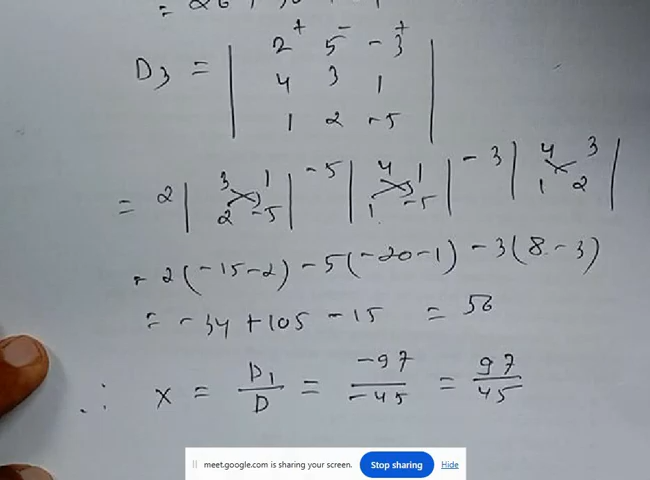 = 26
D3 = | 2⁺ 5⁻ -3⁺ |
4 3 1
1 2 -5
= 2 | 3 1 | -5 | 4 1 | - 3 | 4 3 |
2 -5 1 -5 1 2
= 2(-15-2) -5(-20-1) -3(8-3)
= -34 +105 -15 = 56
∴ x = D1/D = -97/-45 = 97/45
meet.google.com is sharing your screen. Stop sharing Hide